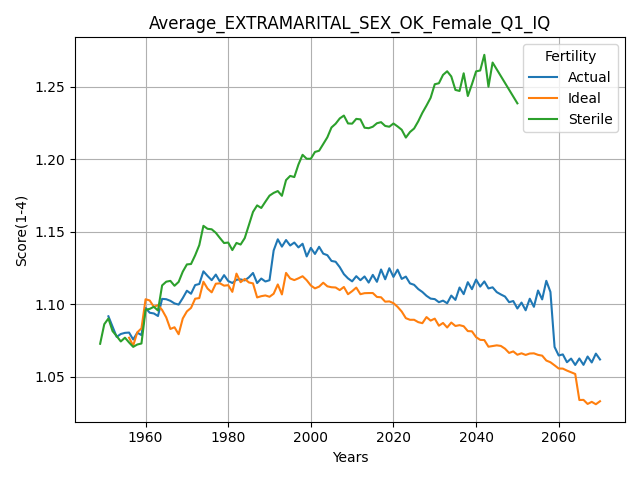 Average_EXTRAMARITAL_SEX_OK_Female_Q1_IQ
Fertility
Actual
Ideal
Sterile
Score(1-4)
1.25
1.20
1.15
1.10
1.05
1960 1980 2000 2020 2040 2060
Years